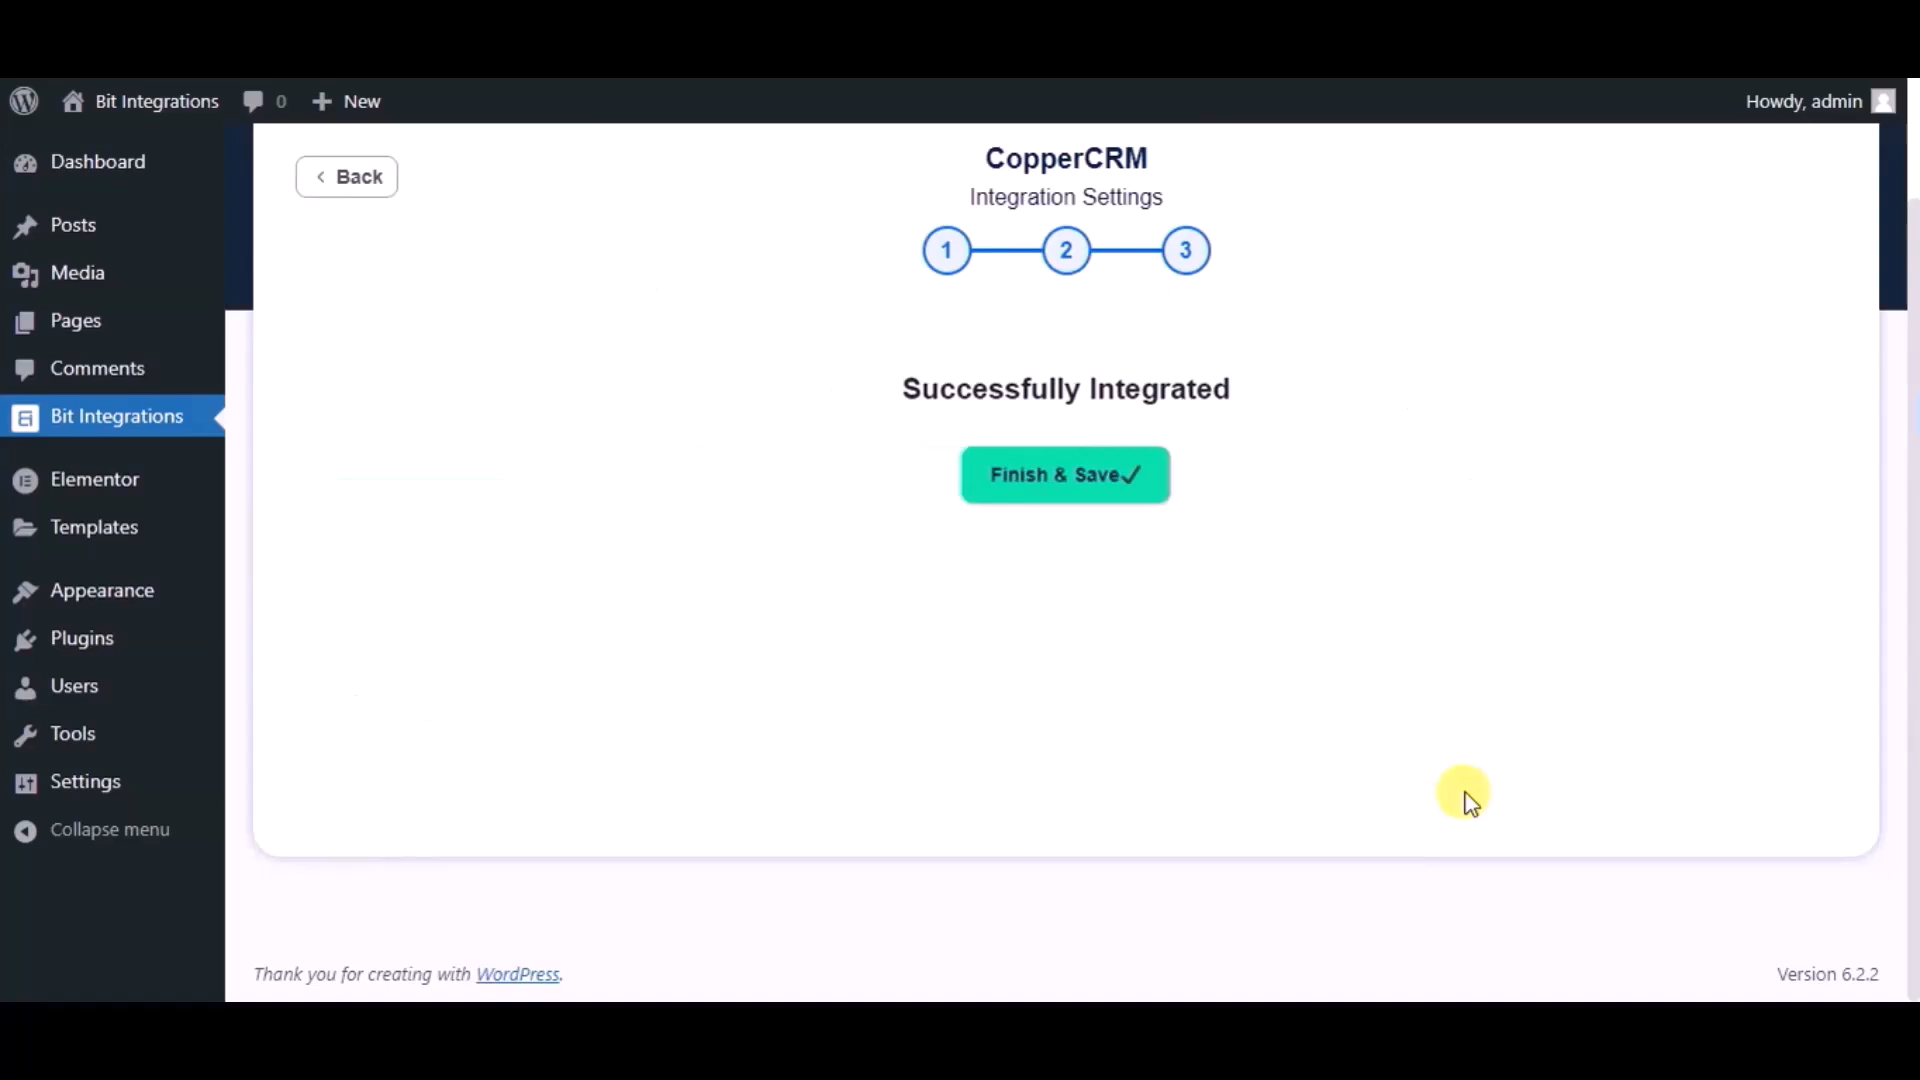 Bit Integrations
0
New
Howdy, admin
Dashboard
Posts
Media
Pages
Comments
Bit Integrations
Elementor
Templates
Appearance
Plugins
Users
Tools
Settings
Collapse menu
Back
CopperCRM
Integration Settings
1
2
3
Successfully Integrated
Finish & Save✓
Thank you for creating with WordPress.
Version 6.2.2